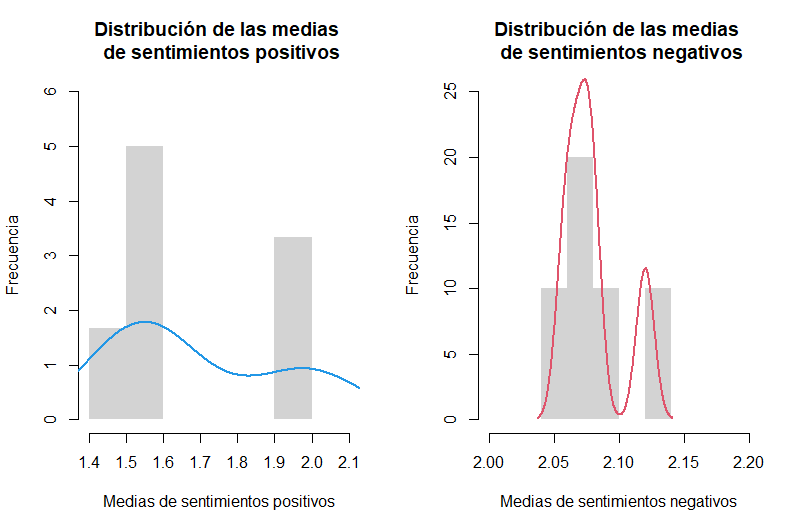 Distribución de las medias
de sentimientos positivos
6
5
4
3
2
1
0
Frecuencia
1.4 1.5 1.6 1.7 1.8 1.9 2.0 2.1
Medias de sentimientos positivos
Distribución de las medias
de sentimientos negativos
25
20
15
10
5
0
Frecuencia
2.00 2.05 2.10 2.15 2.20
Medias de sentimientos negativos